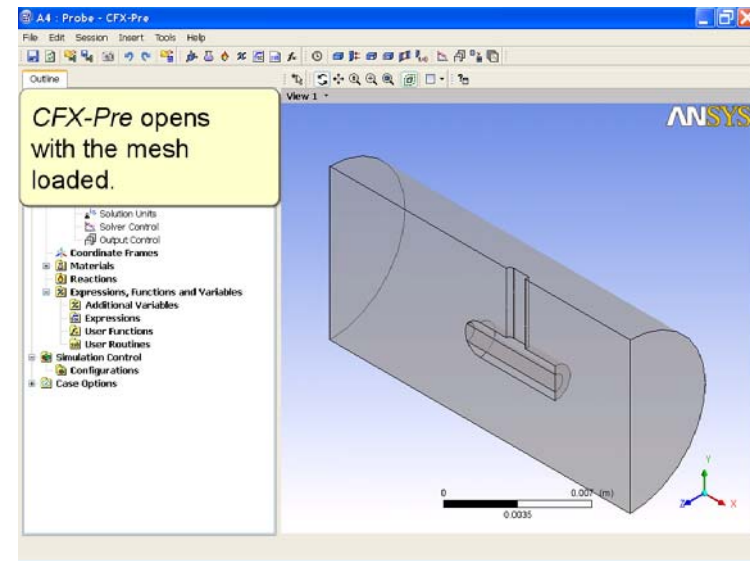 A4 : Probe - CFX-Pre
File Edit Session Insert Tools Help
Outline
View 1
ANSYS
CFX-Pre opens
with the mesh
loaded.
Solution Units
Solver Control
Output Control
Coordinate Frames
Materials
Reactions
Expressions, Functions and Variables
Additional Variables
Expressions
User Functions
User Routines
Simulation Control
Configurations
Case Options
Y
Z
X
0 0.007 (m)
0.0035